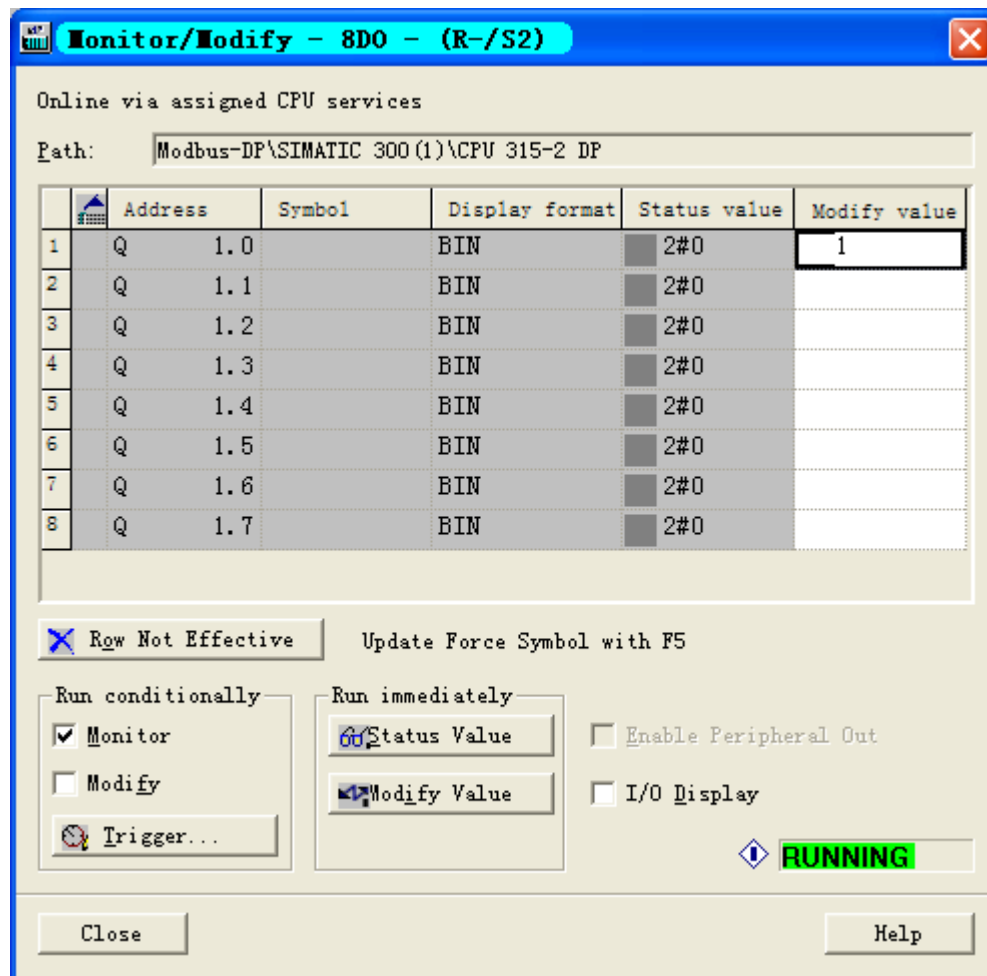 Monitor/Modify - 8DO - (R-/S2)
Online via assigned CPU services
Path: Modbus-DP\SIMATIC 300(1)\CPU 315-2 DP
Address Symbol Display format Status value Modify value
1 Q 1.0 BIN 2#0 1
2 Q 1.1 BIN 2#0
3 Q 1.2 BIN 2#0
4 Q 1.3 BIN 2#0
5 Q 1.4 BIN 2#0
6 Q 1.5 BIN 2#0
7 Q 1.6 BIN 2#0
8 Q 1.7 BIN 2#0
Row Not Effective Update Force Symbol with F5
Run conditionally Run immediately
Monitor Status Value Enable Peripheral Out
Modify Modify Value I/O Display
Trigger...
RUNNING
Close Help